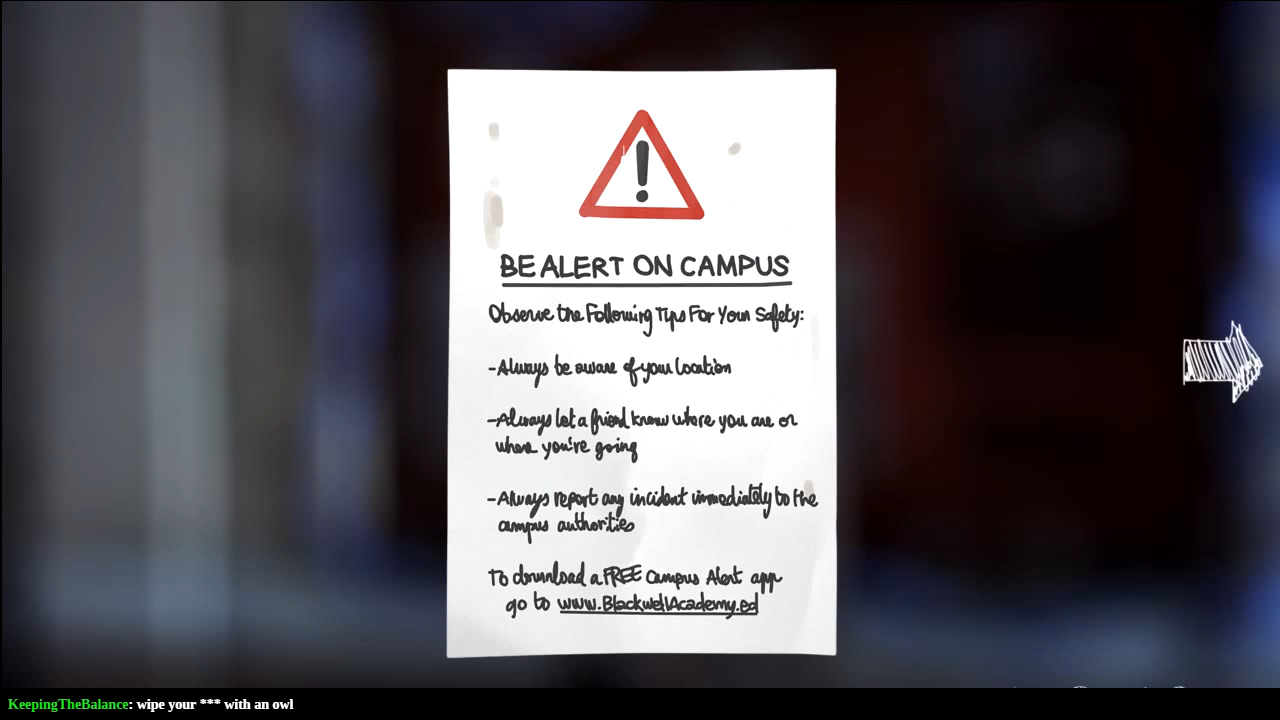 !
BE ALERT ON CAMPUS
Observe the Following Tips For Your Safety:
-Always be aware of your location
-Always let a friend know where you are or
where you're going
-Always report any incident immediately to the
campus authorities
To download a FREE Campus Alert app
go to www.BlackwellAcademy.ed
KeepingTheBalance: wipe your *** with an owl